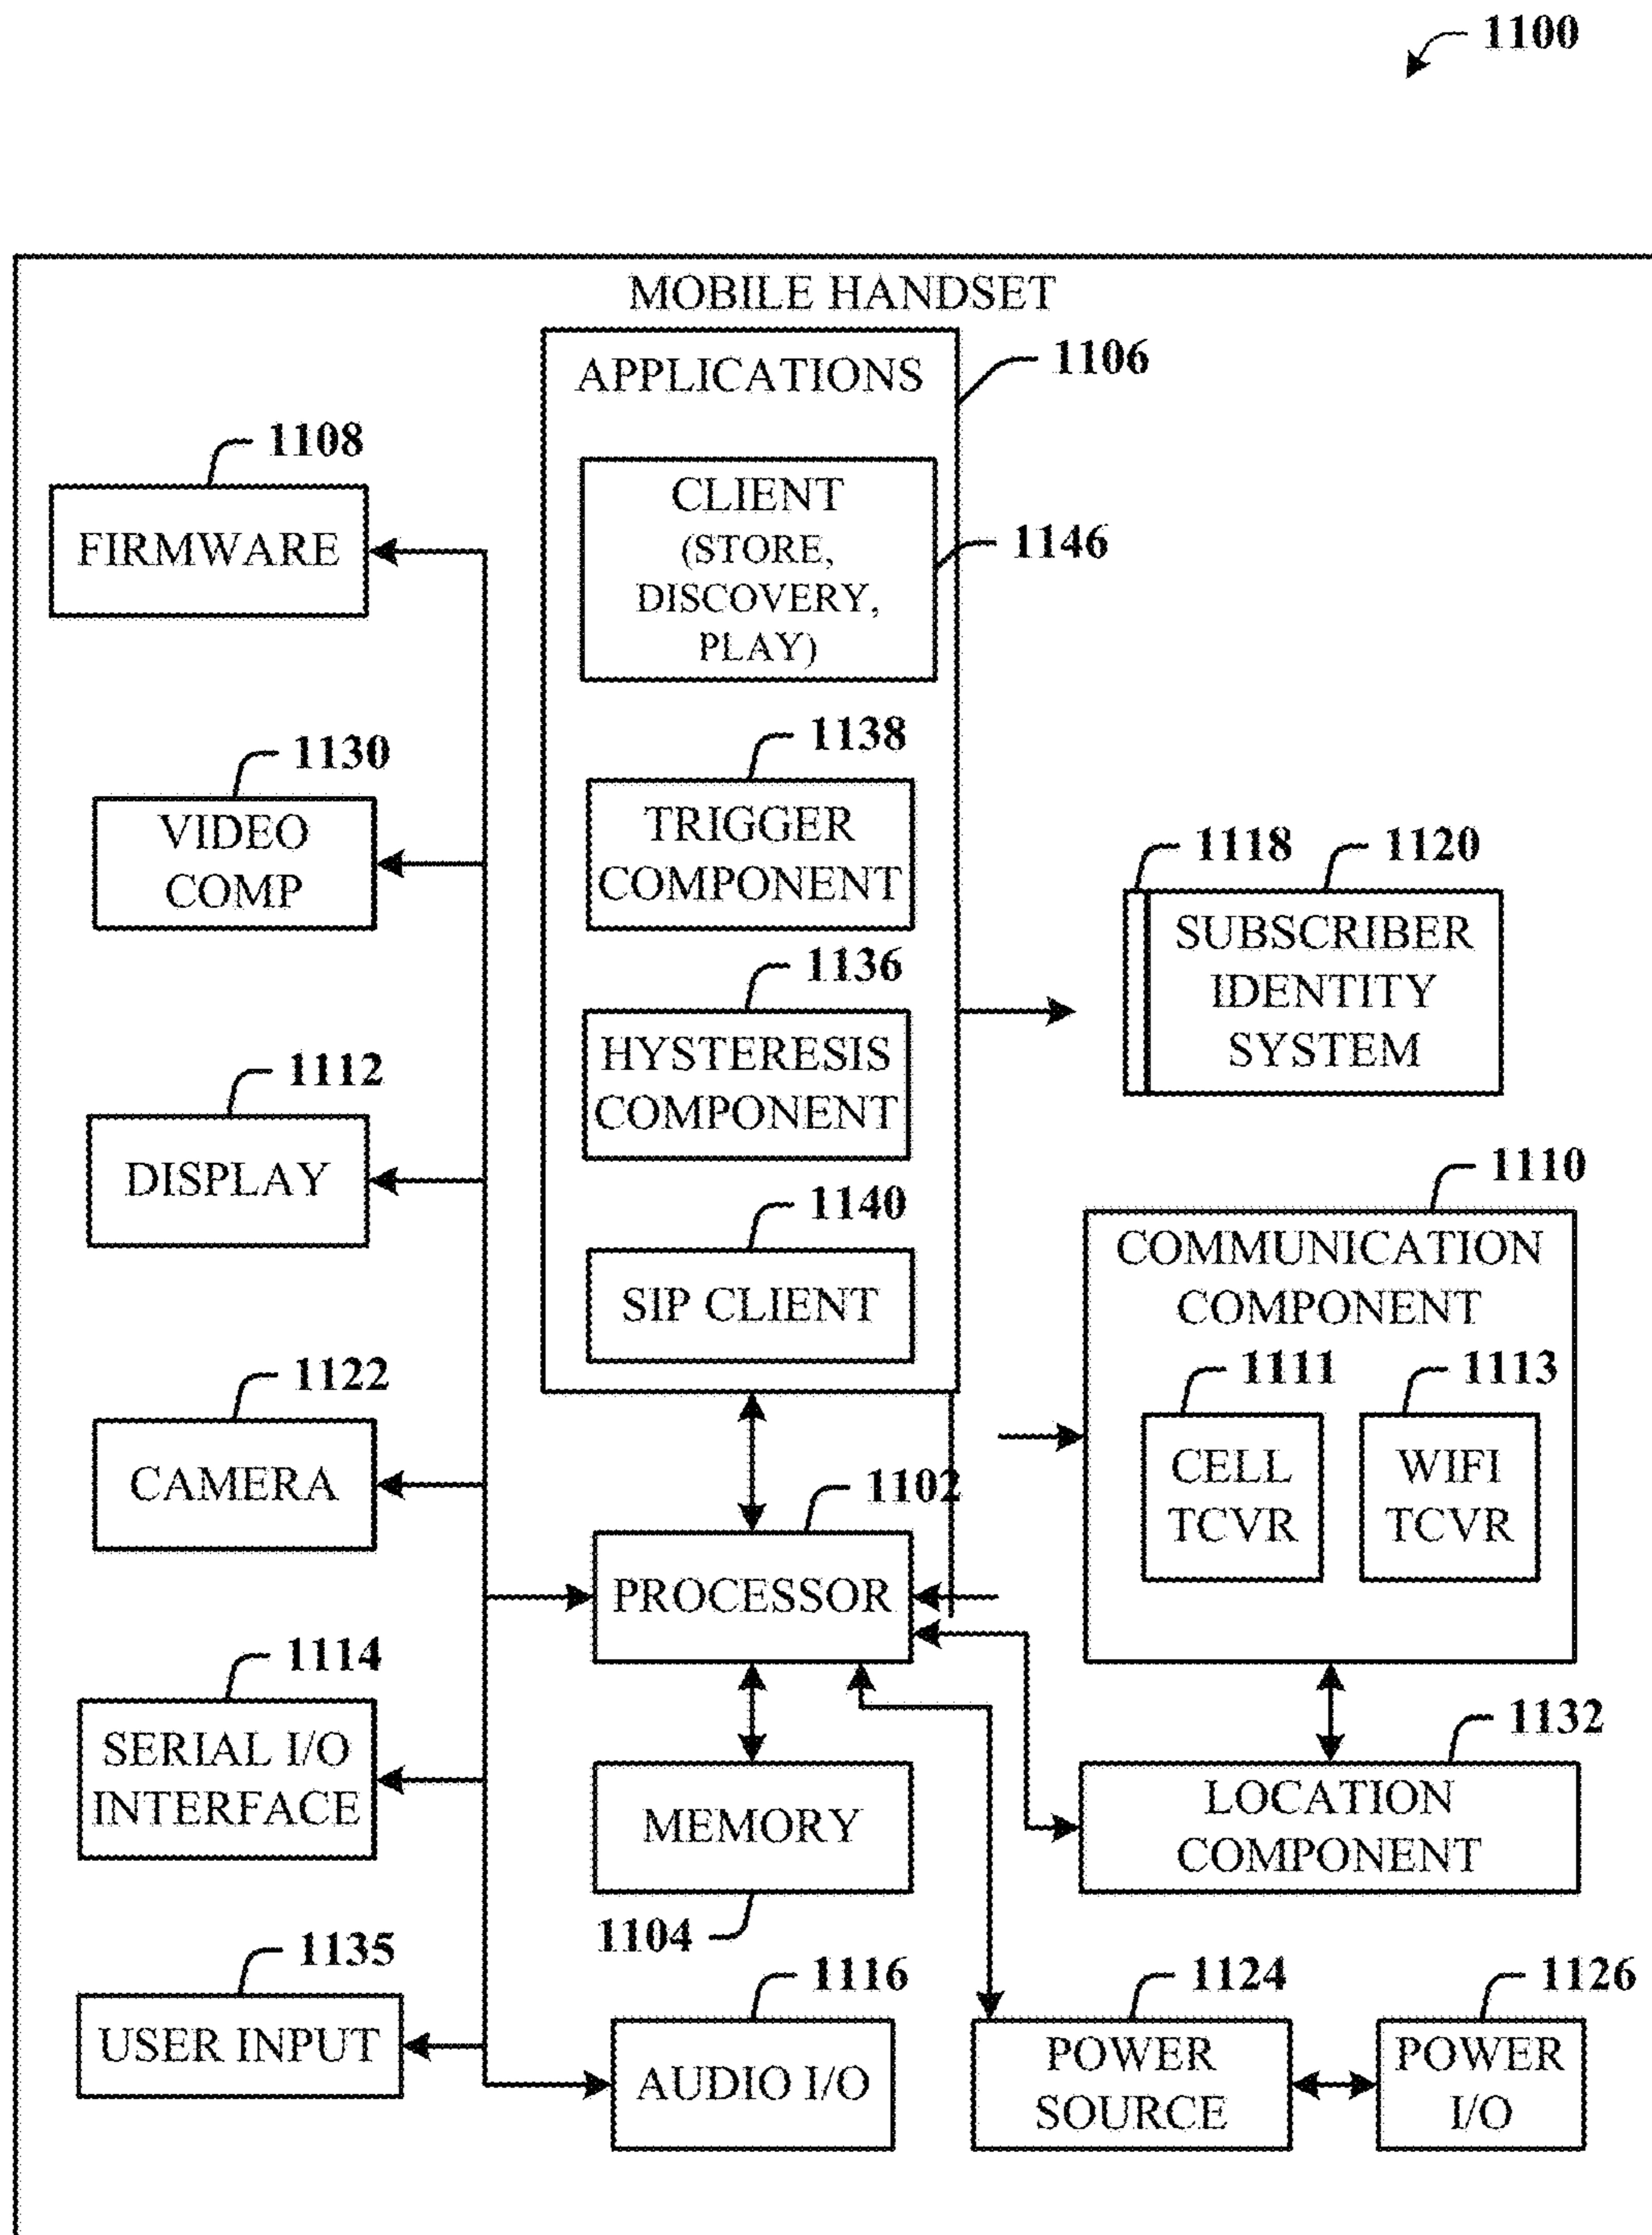 1100
MOBILE HANDSET
APPLICATIONS
1106
1108
FIRMWARE
CLIENT
(STORE,
DISCOVERY,
PLAY)
1146
1130
VIDEO
COMP
1138
TRIGGER
COMPONENT
1118
1120
SUBSCRIBER
IDENTITY
SYSTEM
1136
HYSTERESIS
COMPONENT
1112
DISPLAY
1140
SIP CLIENT
1110
COMMUNICATION
COMPONENT
1111
CELL
TCVR
1113
WIFI
TCVR
1122
CAMERA
1102
PROCESSOR
1114
SERIAL I/O
INTERFACE
MEMORY
1104
1132
LOCATION
COMPONENT
1135
USER INPUT
1116
AUDIO I/O
1124
POWER
SOURCE
1126
POWER
I/O